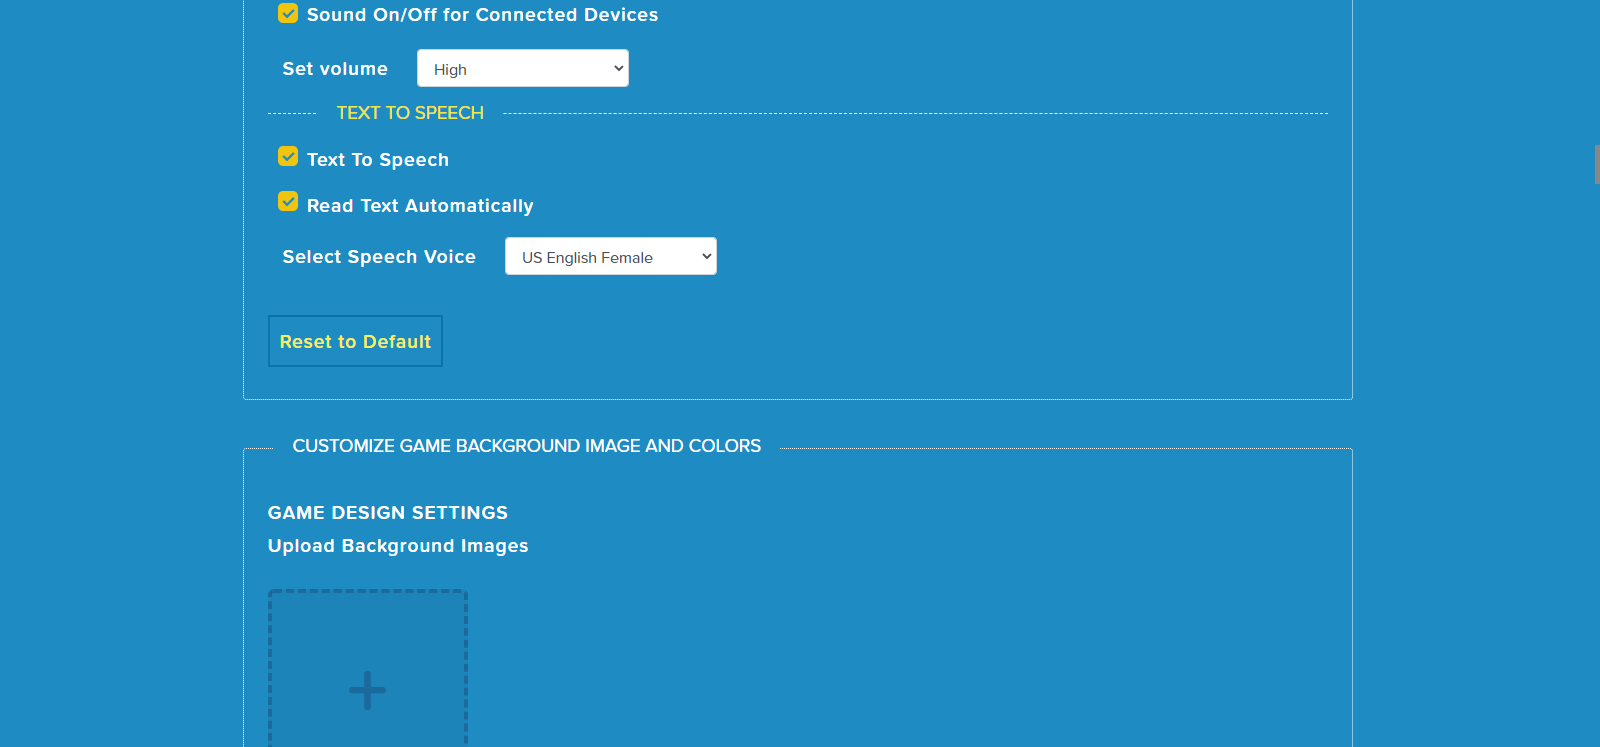 Sound On/Off for Connected Devices
Set volume
High
TEXT TO SPEECH
Text To Speech
Read Text Automatically
Select Speech Voice
US English Female
Reset to Default
CUSTOMIZE GAME BACKGROUND IMAGE AND COLORS
GAME DESIGN SETTINGS
Upload Background Images